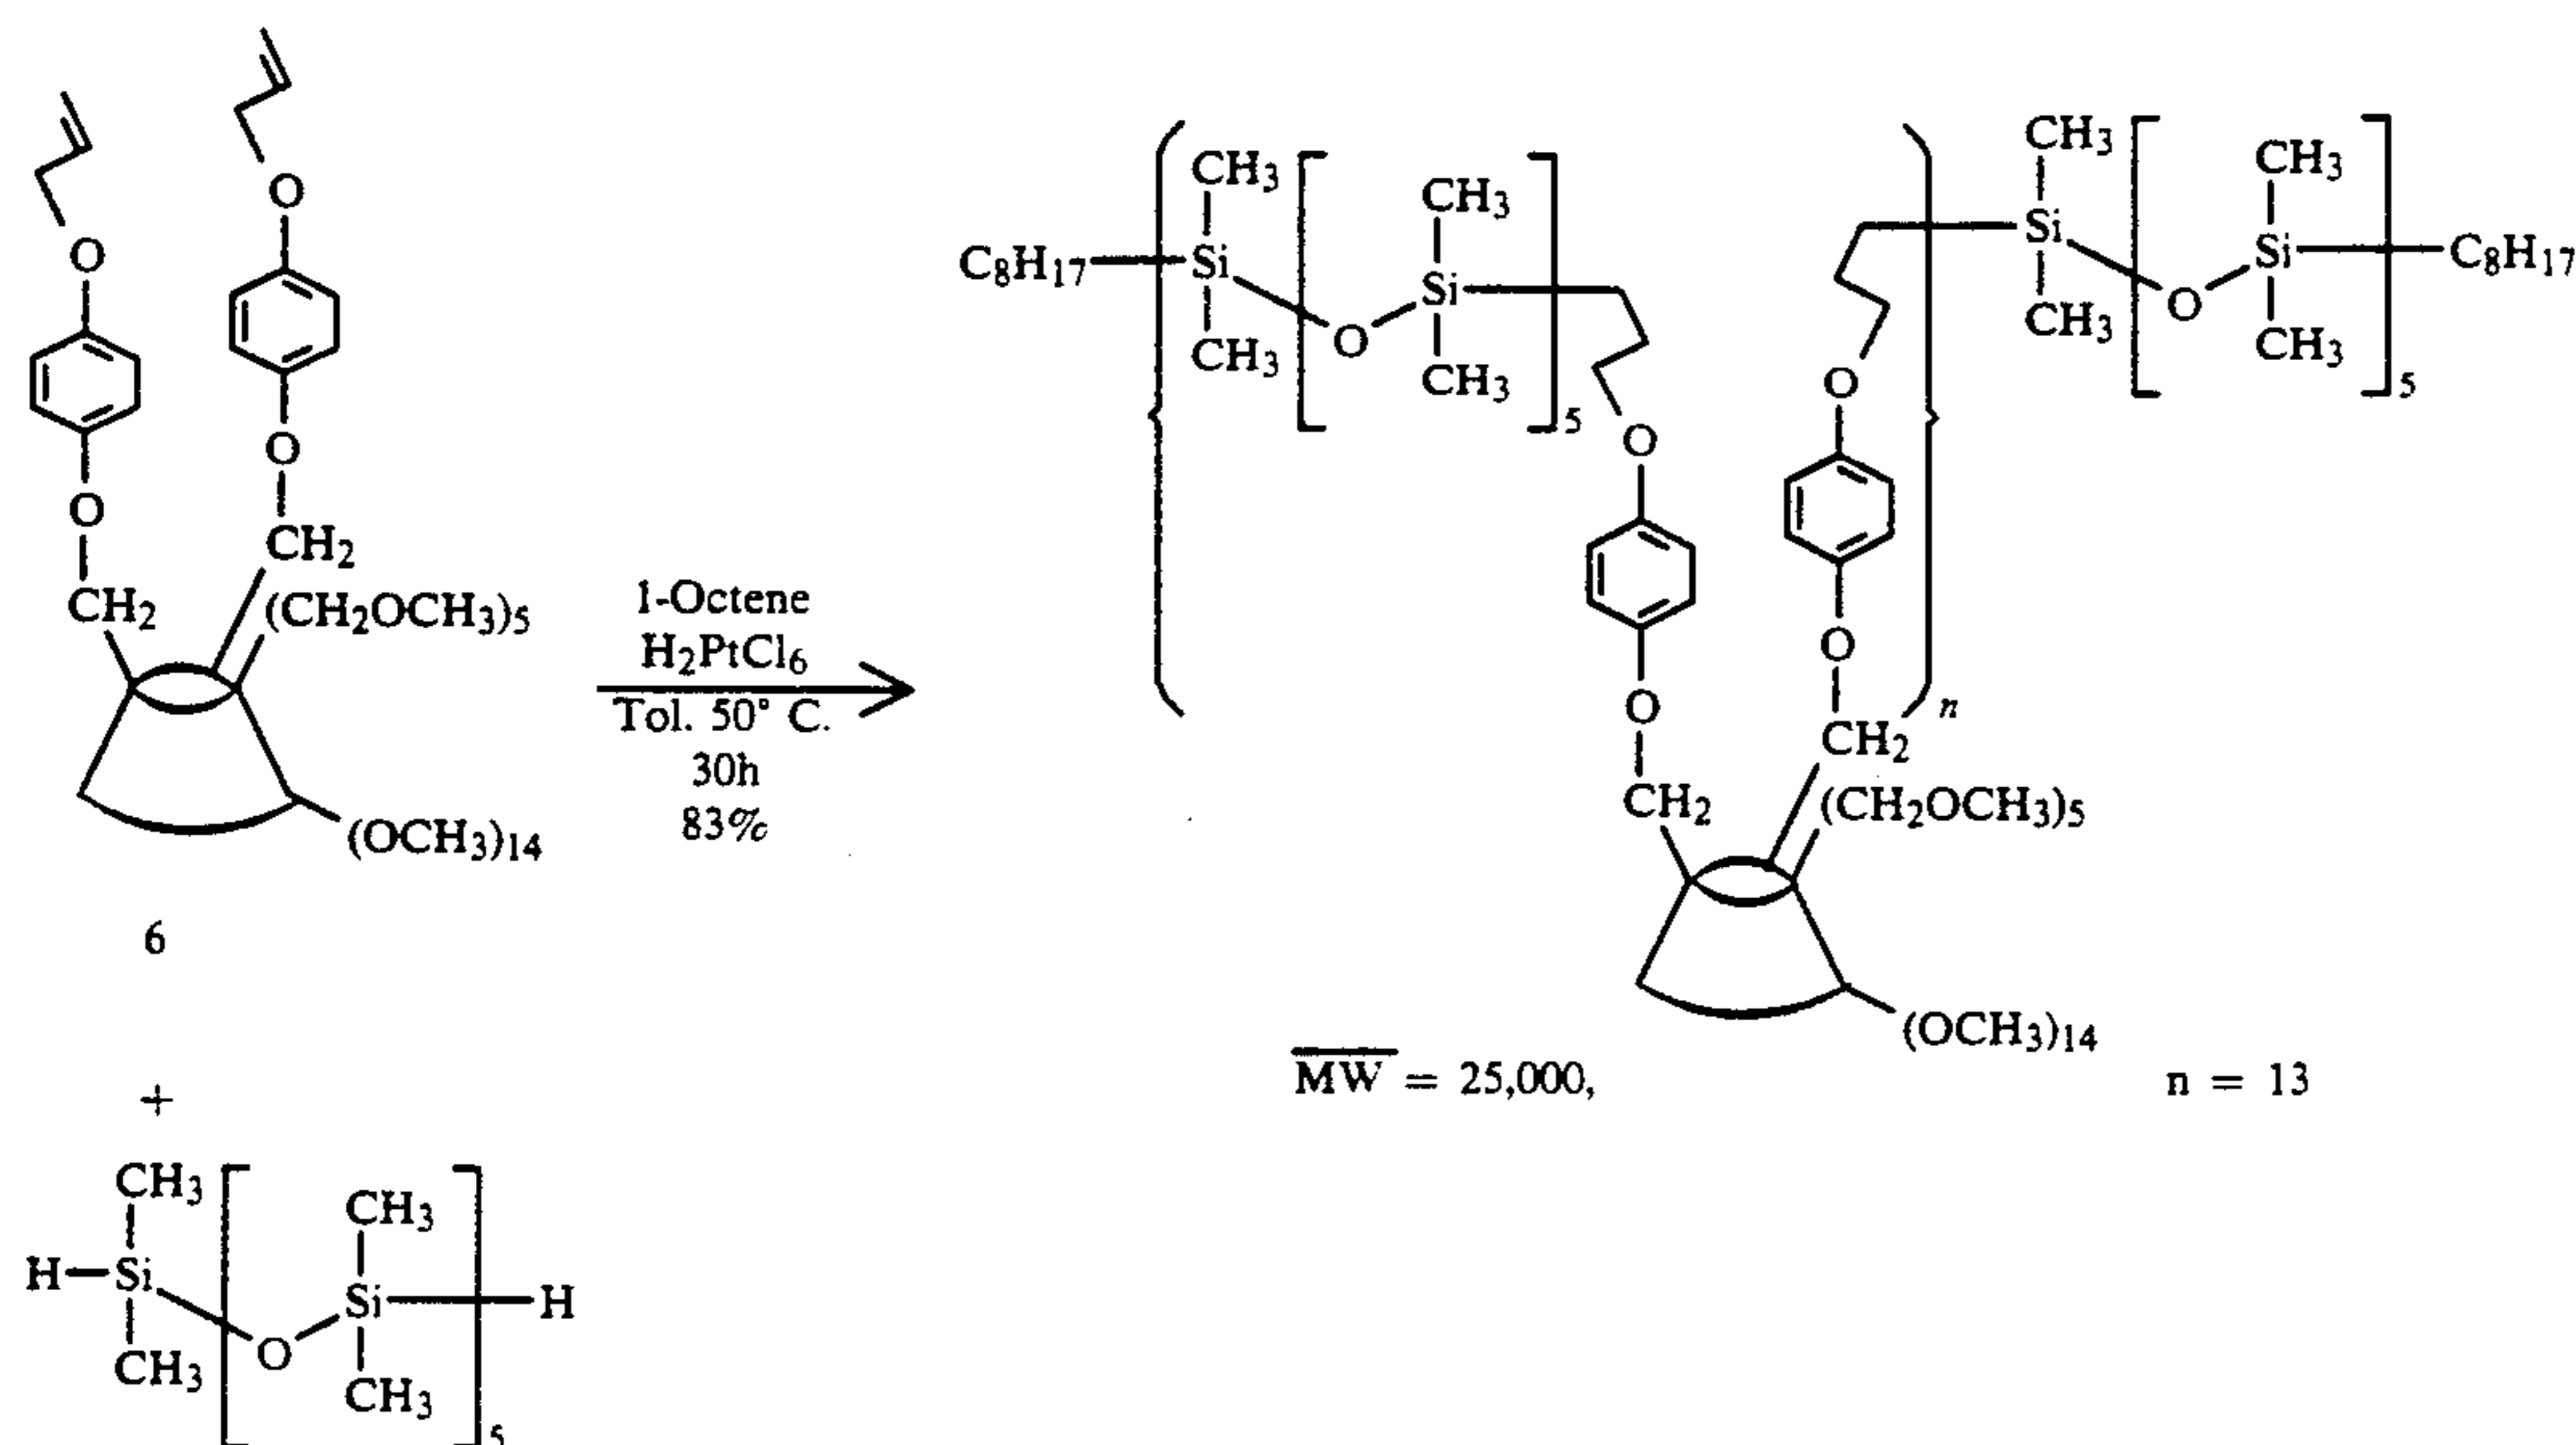 O
O
CH₂
O
O
CH₂
(CH₂OCH₃)₅
(OCH₃)₁₄
6
+
CH₃
H—Si
CH₃
O
CH₃
Si
CH₃
H
5
1-Octene
H₂PtCl₆
Tol. 50° C.
30h
83%
C₈H₁₇
CH₃
Si
CH₃
O
CH₃
Si
CH₃
5
O
O
CH₂
O
O
CH₂
n
(CH₂OCH₃)₅
(OCH₃)₁₄
CH₃
Si
CH₃
O
CH₃
Si
CH₃
5
C₈H₁₇
MW = 25,000,
n = 13